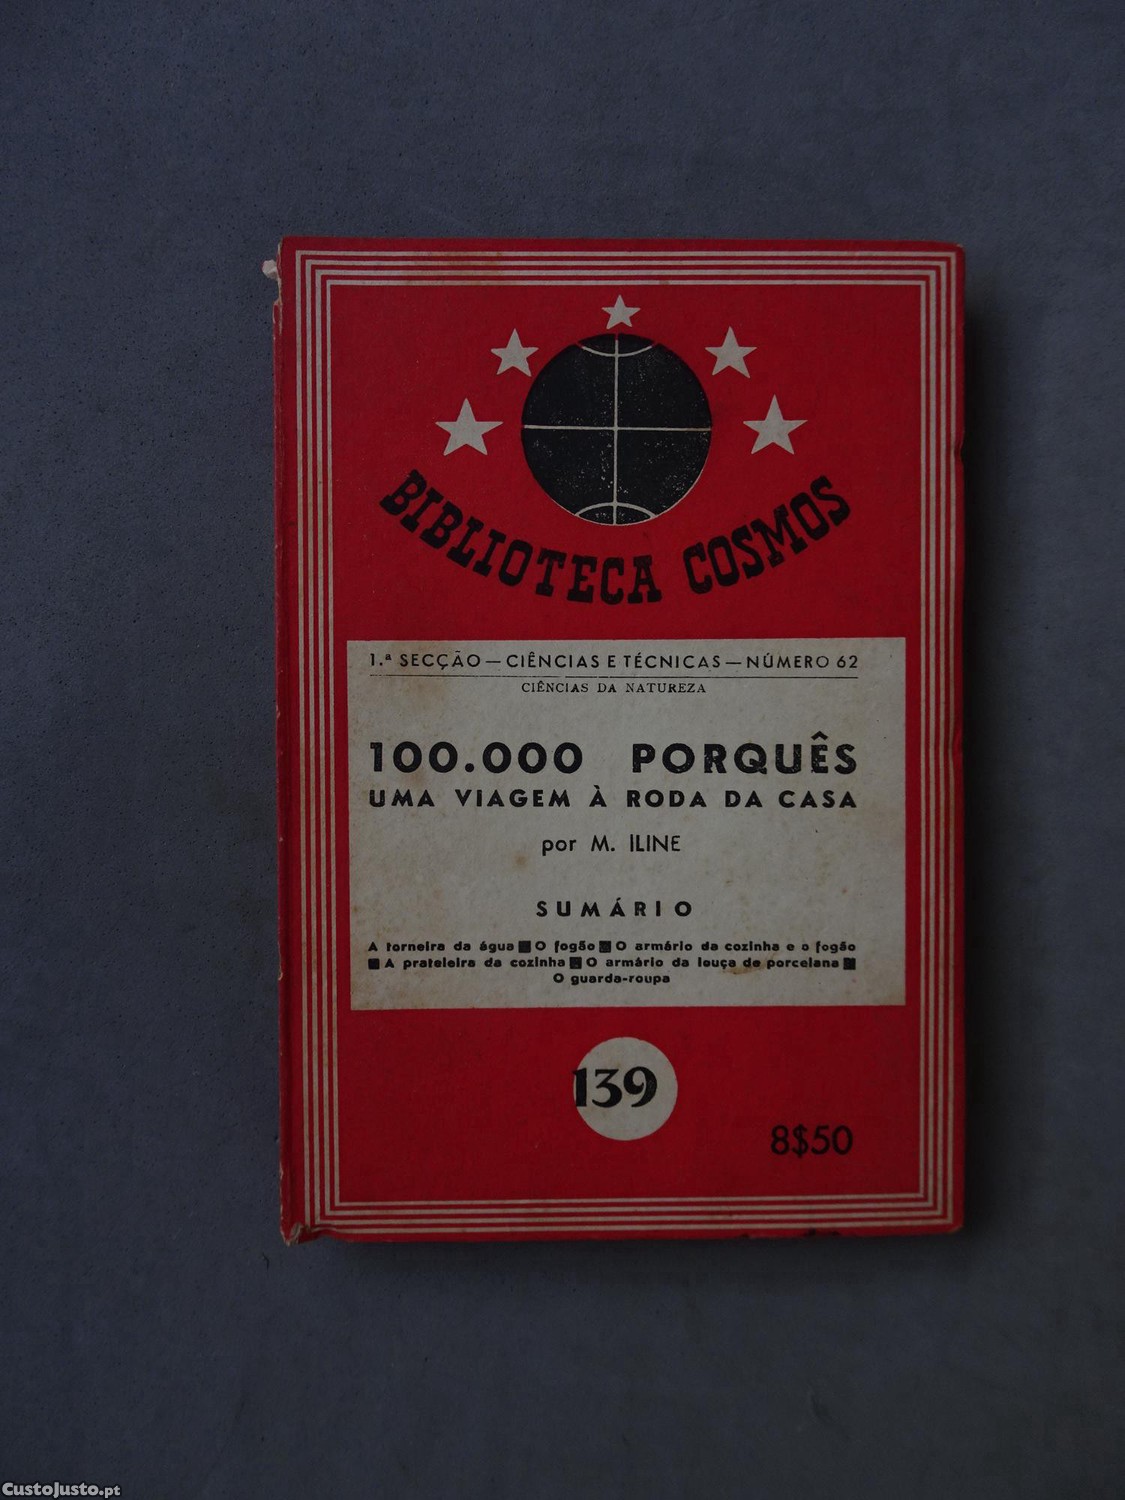 BIBLIOTECA COSMOS
1.ª SECÇÃO — CIÊNCIAS E TÉCNICAS — NÚMERO 62
CIÊNCIAS DA NATUREZA
100.000 PORQUÊS
UMA VIAGEM À RODA DA CASA
por M. ILINE
SUMÁRIO
A torneira da água ■ O fogão ■ O armário da cozinha e o fogão
■ A prateleira da cozinha ■ O armário da louça de porcelana ■
O guarda-roupa
139
8$50
CustoJusto.pt